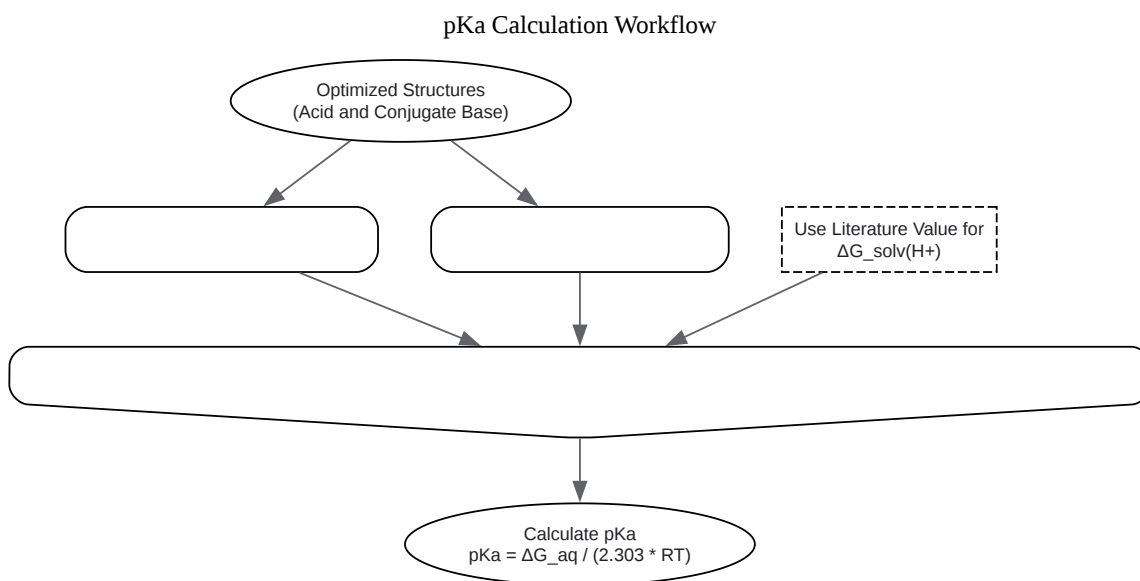 pKa Calculation Workflow
Optimized Structures
(Acid and Conjugate Base)
Use Literature Value for
ΔG_solv(H+)
Calculate pKa
pKa = ΔG_aq / (2.303 * RT)